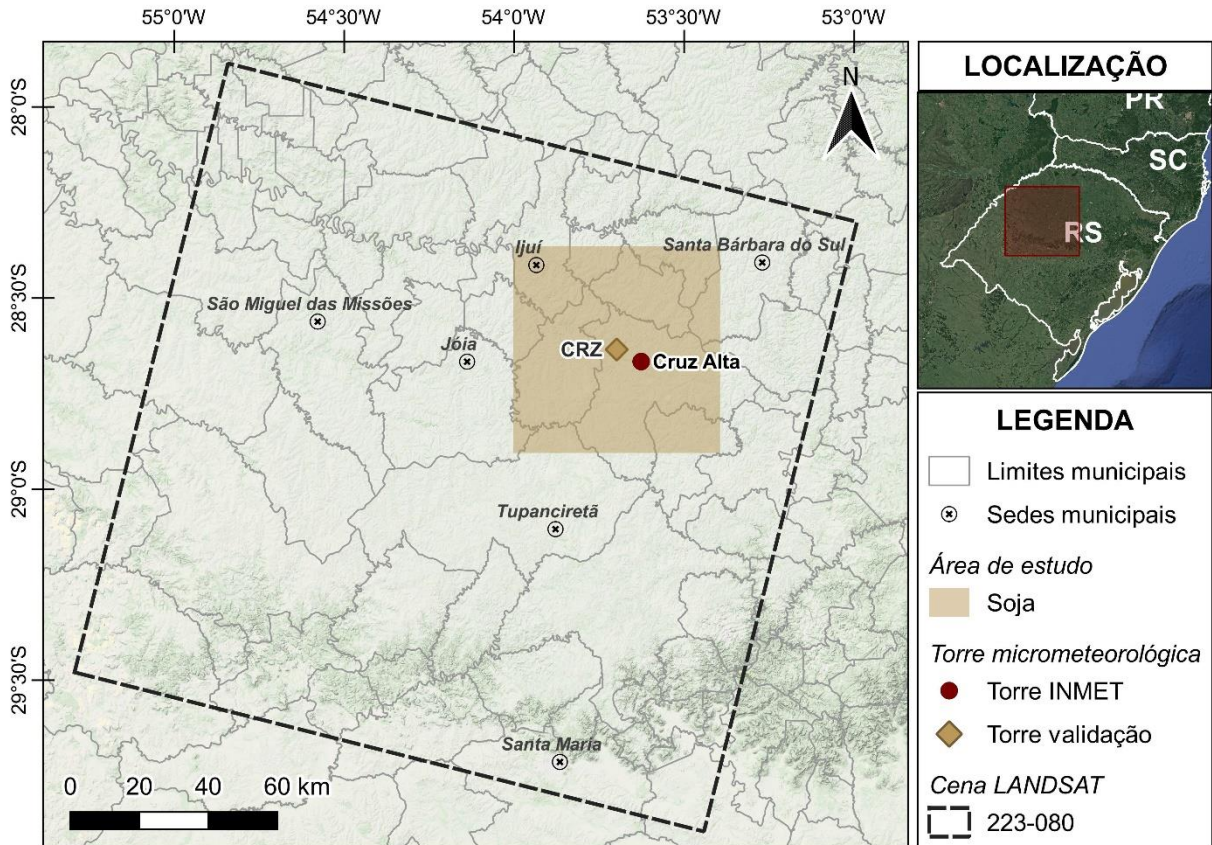 55°0'W 54°30'W 54°0'W 53°30'W 53°0'W
28°0'S
28°30'S
29°0'S
29°30'S
N
Ijuí
Santa Bárbara do Sul
São Miguel das Missões
Jóia
CRZ
Cruz Alta
Tupanciretã
Santa Maria
0 20 40 60 km
LOCALIZAÇÃO
PR
SC
RS
LEGENDA
Limites municipais
Sedes municipais
Área de estudo
Soja
Torre micrometeorológica
Torre INMET
Torre validação
Cena LANDSAT
223-080